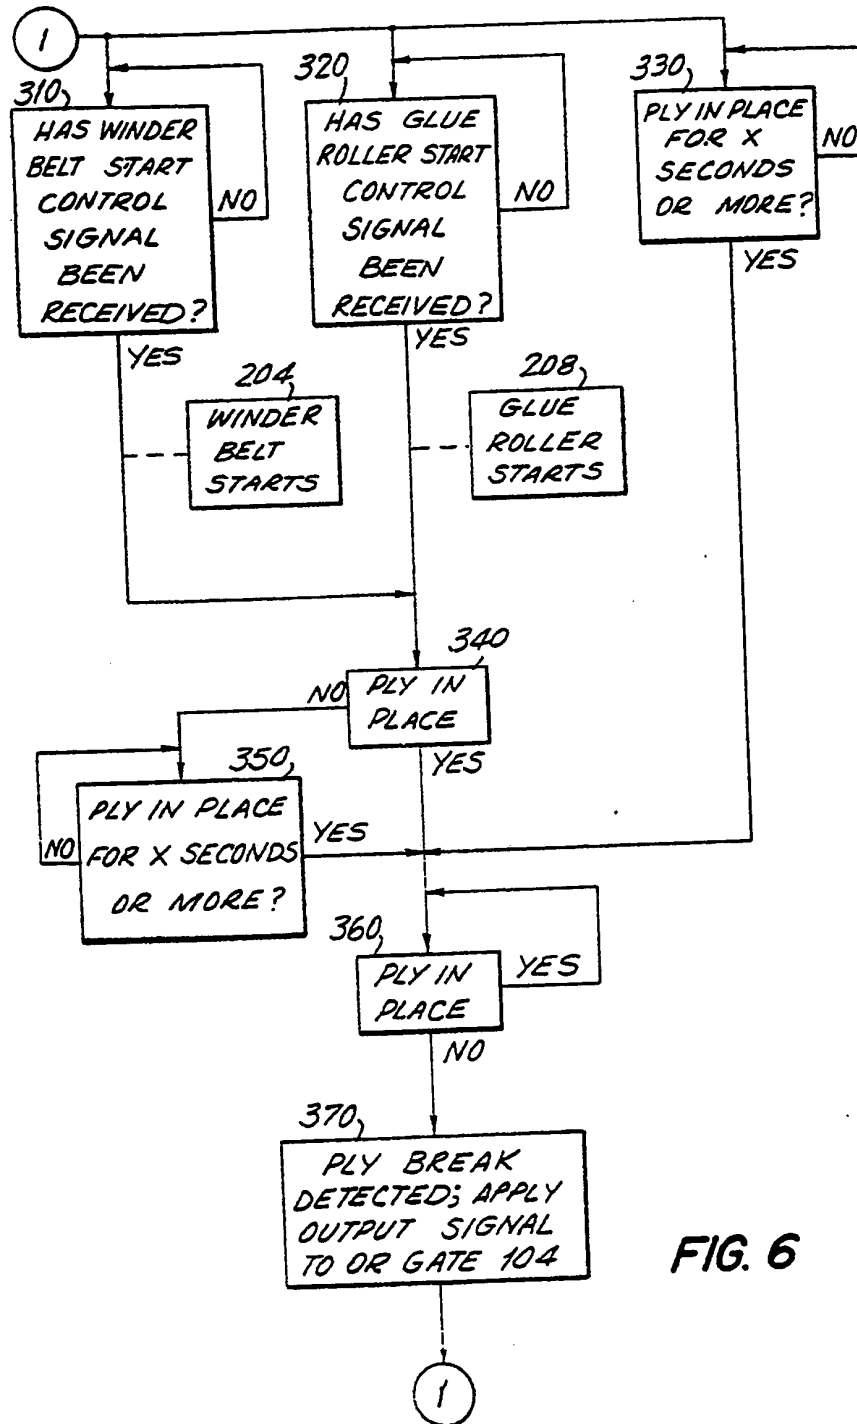 1
310
HAS WINDER
BELT START
CONTROL
SIGNAL
BEEN
RECEIVED?
NO
YES
320
HAS GLUE
ROLLER START
CONTROL
SIGNAL
BEEN
RECEIVED?
NO
YES
330
PLY IN PLACE
FOR X
SECONDS
OR MORE?
NO
YES
204
WINDER
BELT
STARTS
208
GLUE
ROLLER
STARTS
340
PLY IN
PLACE
NO
YES
350
PLY IN PLACE
FOR X SECONDS
OR MORE?
NO
YES
360
PLY IN
PLACE
YES
NO
370
PLY BREAK
DETECTED; APPLY
OUTPUT SIGNAL
TO OR GATE 104
FIG. 6
1